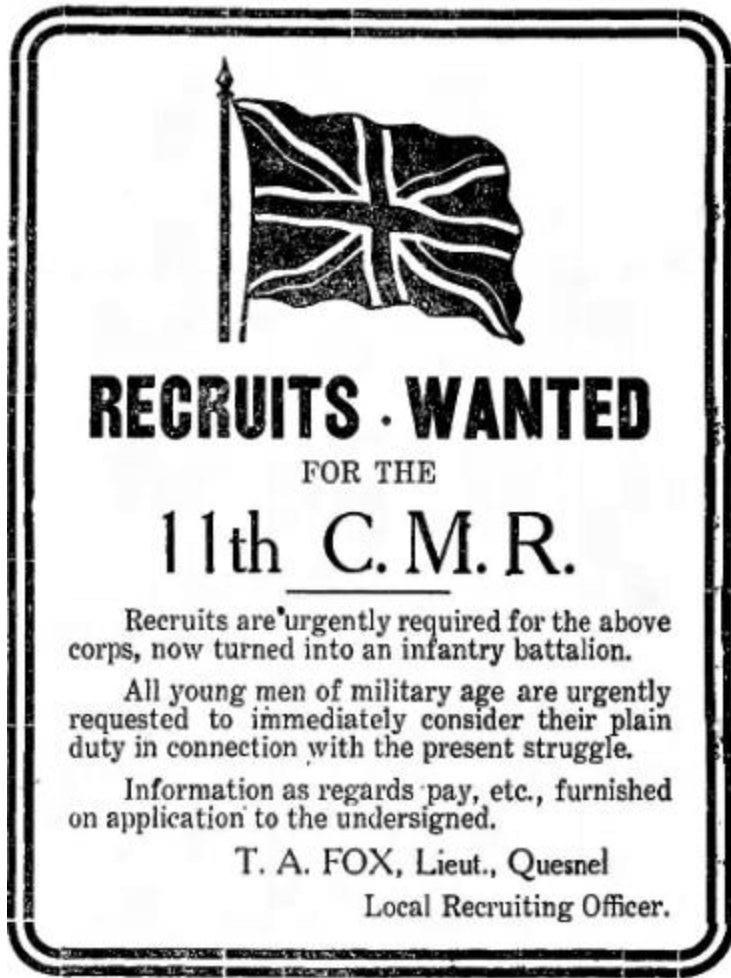 RECRUITS . WANTED
FOR THE
11th C. M. R.
Recruits are urgently required for the above
corps, now turned into an infantry battalion.
All young men of military age are urgently
requested to immediately consider their plain
duty in connection with the present struggle.
Information as regards pay, etc., furnished
on application to the undersigned.
T. A. FOX, Lieut., Quesnel
Local Recruiting Officer.